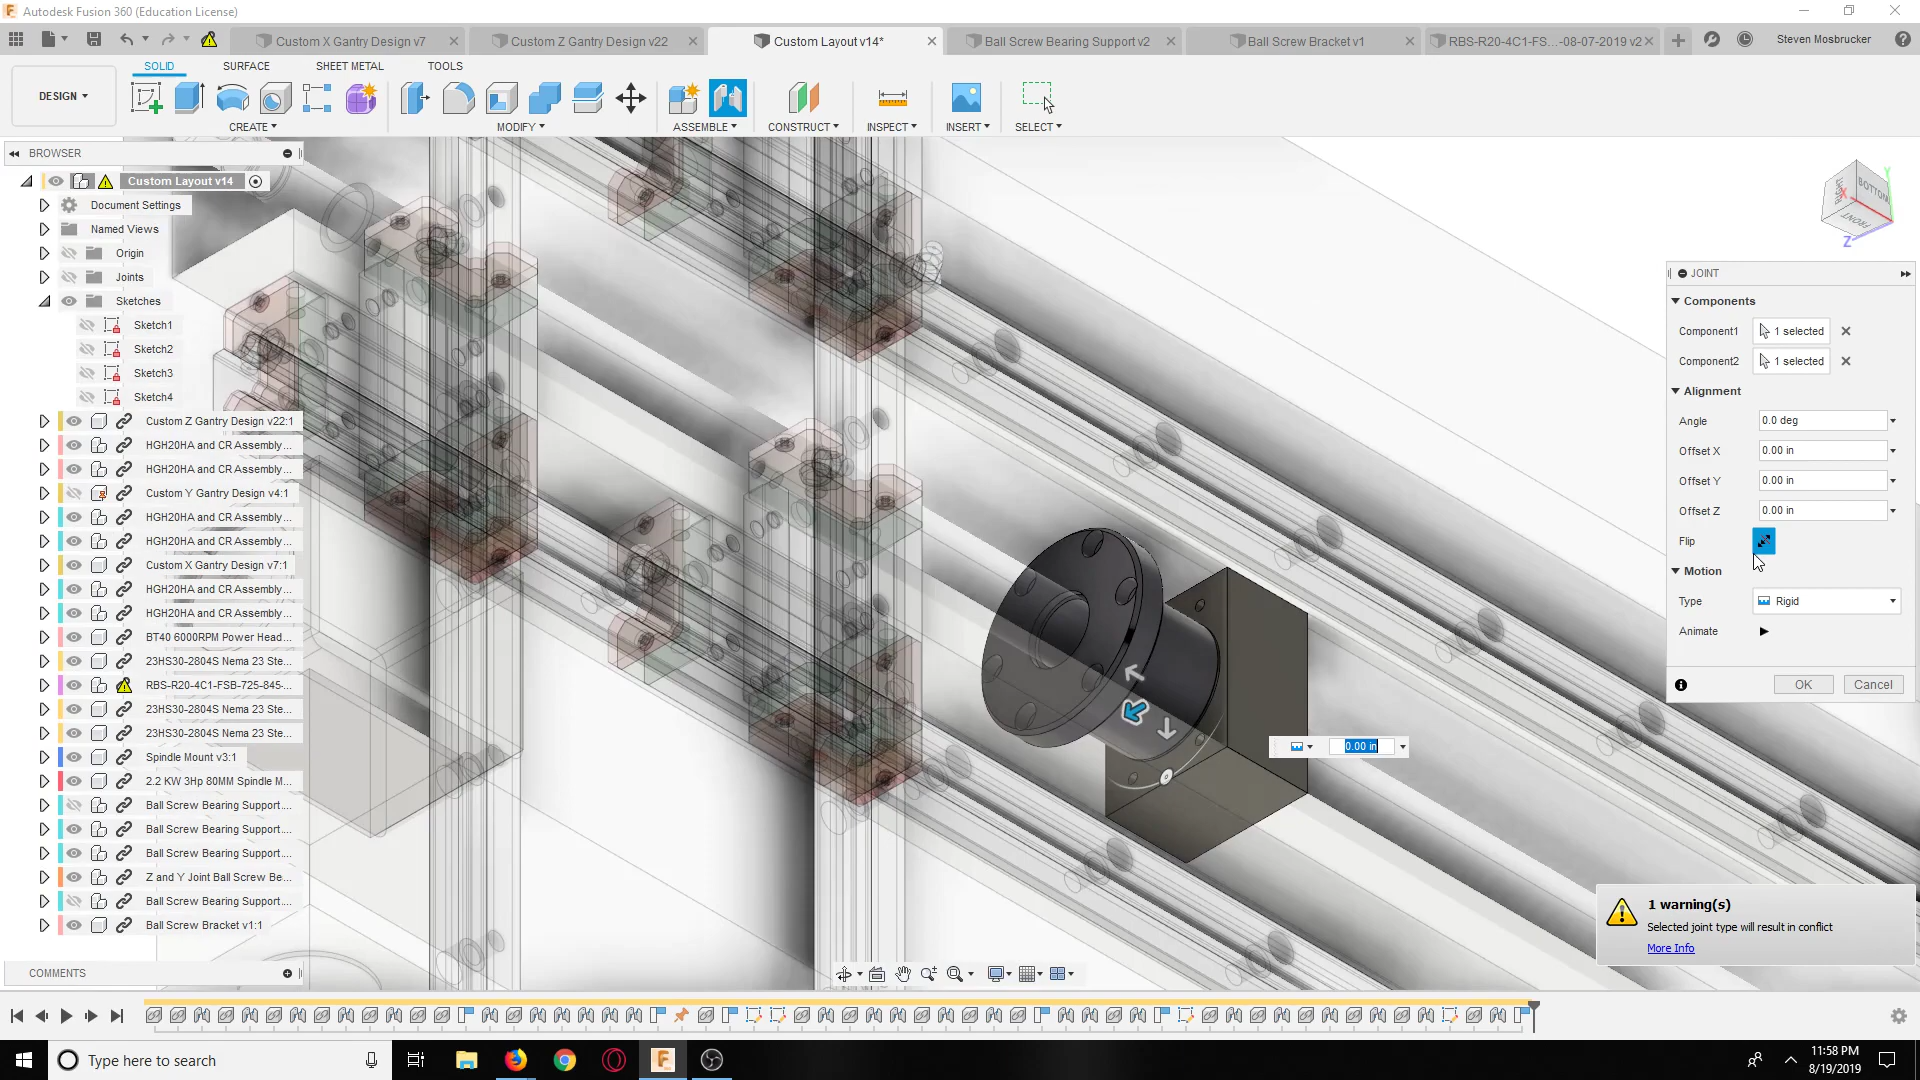 Autodesk Fusion 360 (Education License)
Custom X Gantry Design v7
Custom Z Gantry Design v22
Custom Layout v14*
Ball Screw Bearing Support v2
Ball Screw Bracket v1
RBS-R20-4C1-FS...-08-07-2019 v2
Steven Mosbrucker
DESIGN
SOLID
SURFACE
SHEET METAL
TOOLS
CREATE
MODIFY
ASSEMBLE
CONSTRUCT
INSPECT
INSERT
SELECT
BROWSER
Custom Layout v14
Document Settings
Named Views
Origin
Joints
Sketches
Sketch1
Sketch2
Sketch3
Sketch4
Custom Z Gantry Design v22:1
HGH20HA and CR Assembly ...
HGH20HA and CR Assembly ...
Custom Y Gantry Design v4:1
HGH20HA and CR Assembly ...
HGH20HA and CR Assembly ...
Custom X Gantry Design v7:1
HGH20HA and CR Assembly ...
HGH20HA and CR Assembly ...
BT40 6000RPM Power Head...
23HS30-2804S Nema 23 Ste...
RBS-R20-4C1-FSB-725-845-...
23HS30-2804S Nema 23 Ste...
23HS30-2804S Nema 23 Ste...
Spindle Mount v3:1
2.2 KW 3Hp 80MM Spindle M...
Ball Screw Bearing Support...
Ball Screw Bearing Support...
Ball Screw Bearing Support...
Z and Y Joint Ball Screw Be...
Ball Screw Bearing Support...
Ball Screw Bracket v1:1
COMMENTS
BOTTOM
FRONT
X
Y
Z
JOINT
Components
Component1
1 selected
Component2
1 selected
Alignment
Angle
0.0 deg
Offset X
0.00 in
Offset Y
0.00 in
Offset Z
0.00 in
Flip
Motion
Type
Rigid
Animate
OK
Cancel
0.00 in
1 warning(s)
Selected joint type will result in conflict
More Info
Type here to search
11:58 PM
8/19/2019